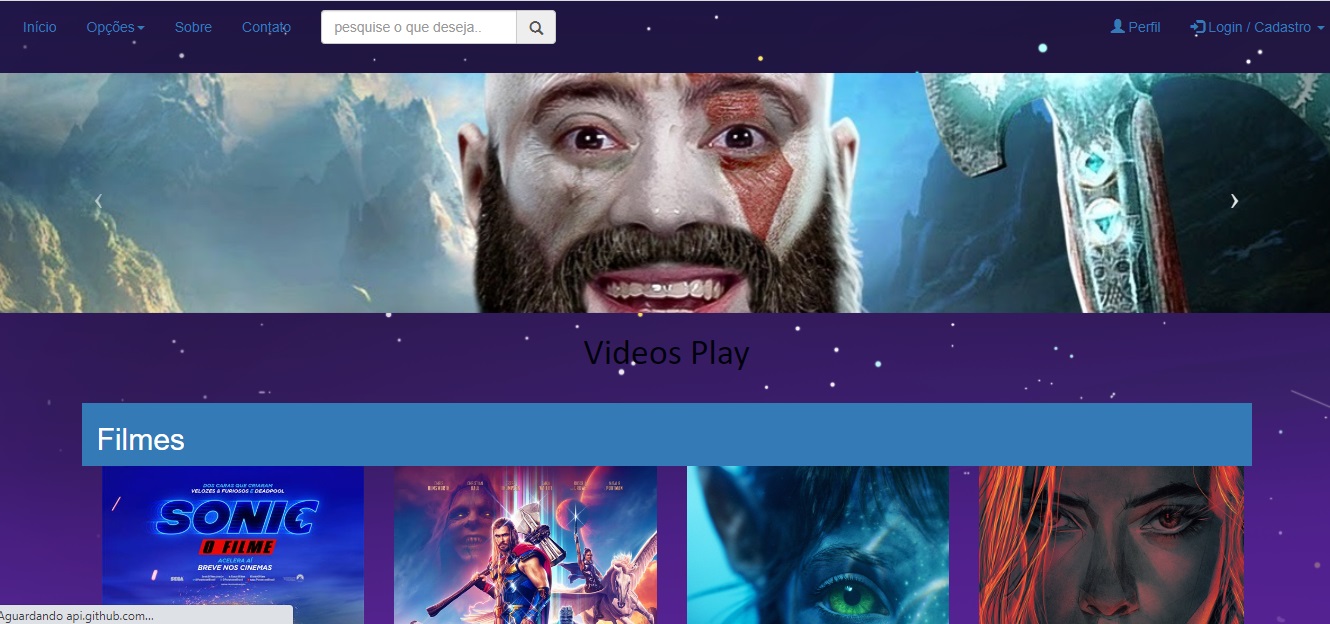 Início
Opções
Sobre
Contato
pesquise o que deseja..
Perfil
Login / Cadastro
Videos Play
Filmes
DOS CARAS QUE CRIARAM
VELOZES & FURIOSOS E DEADPOOL
SONIC
O FILME
ACELERA AÍ
BREVE NOS CINEMAS
Aguardando api.github.com...